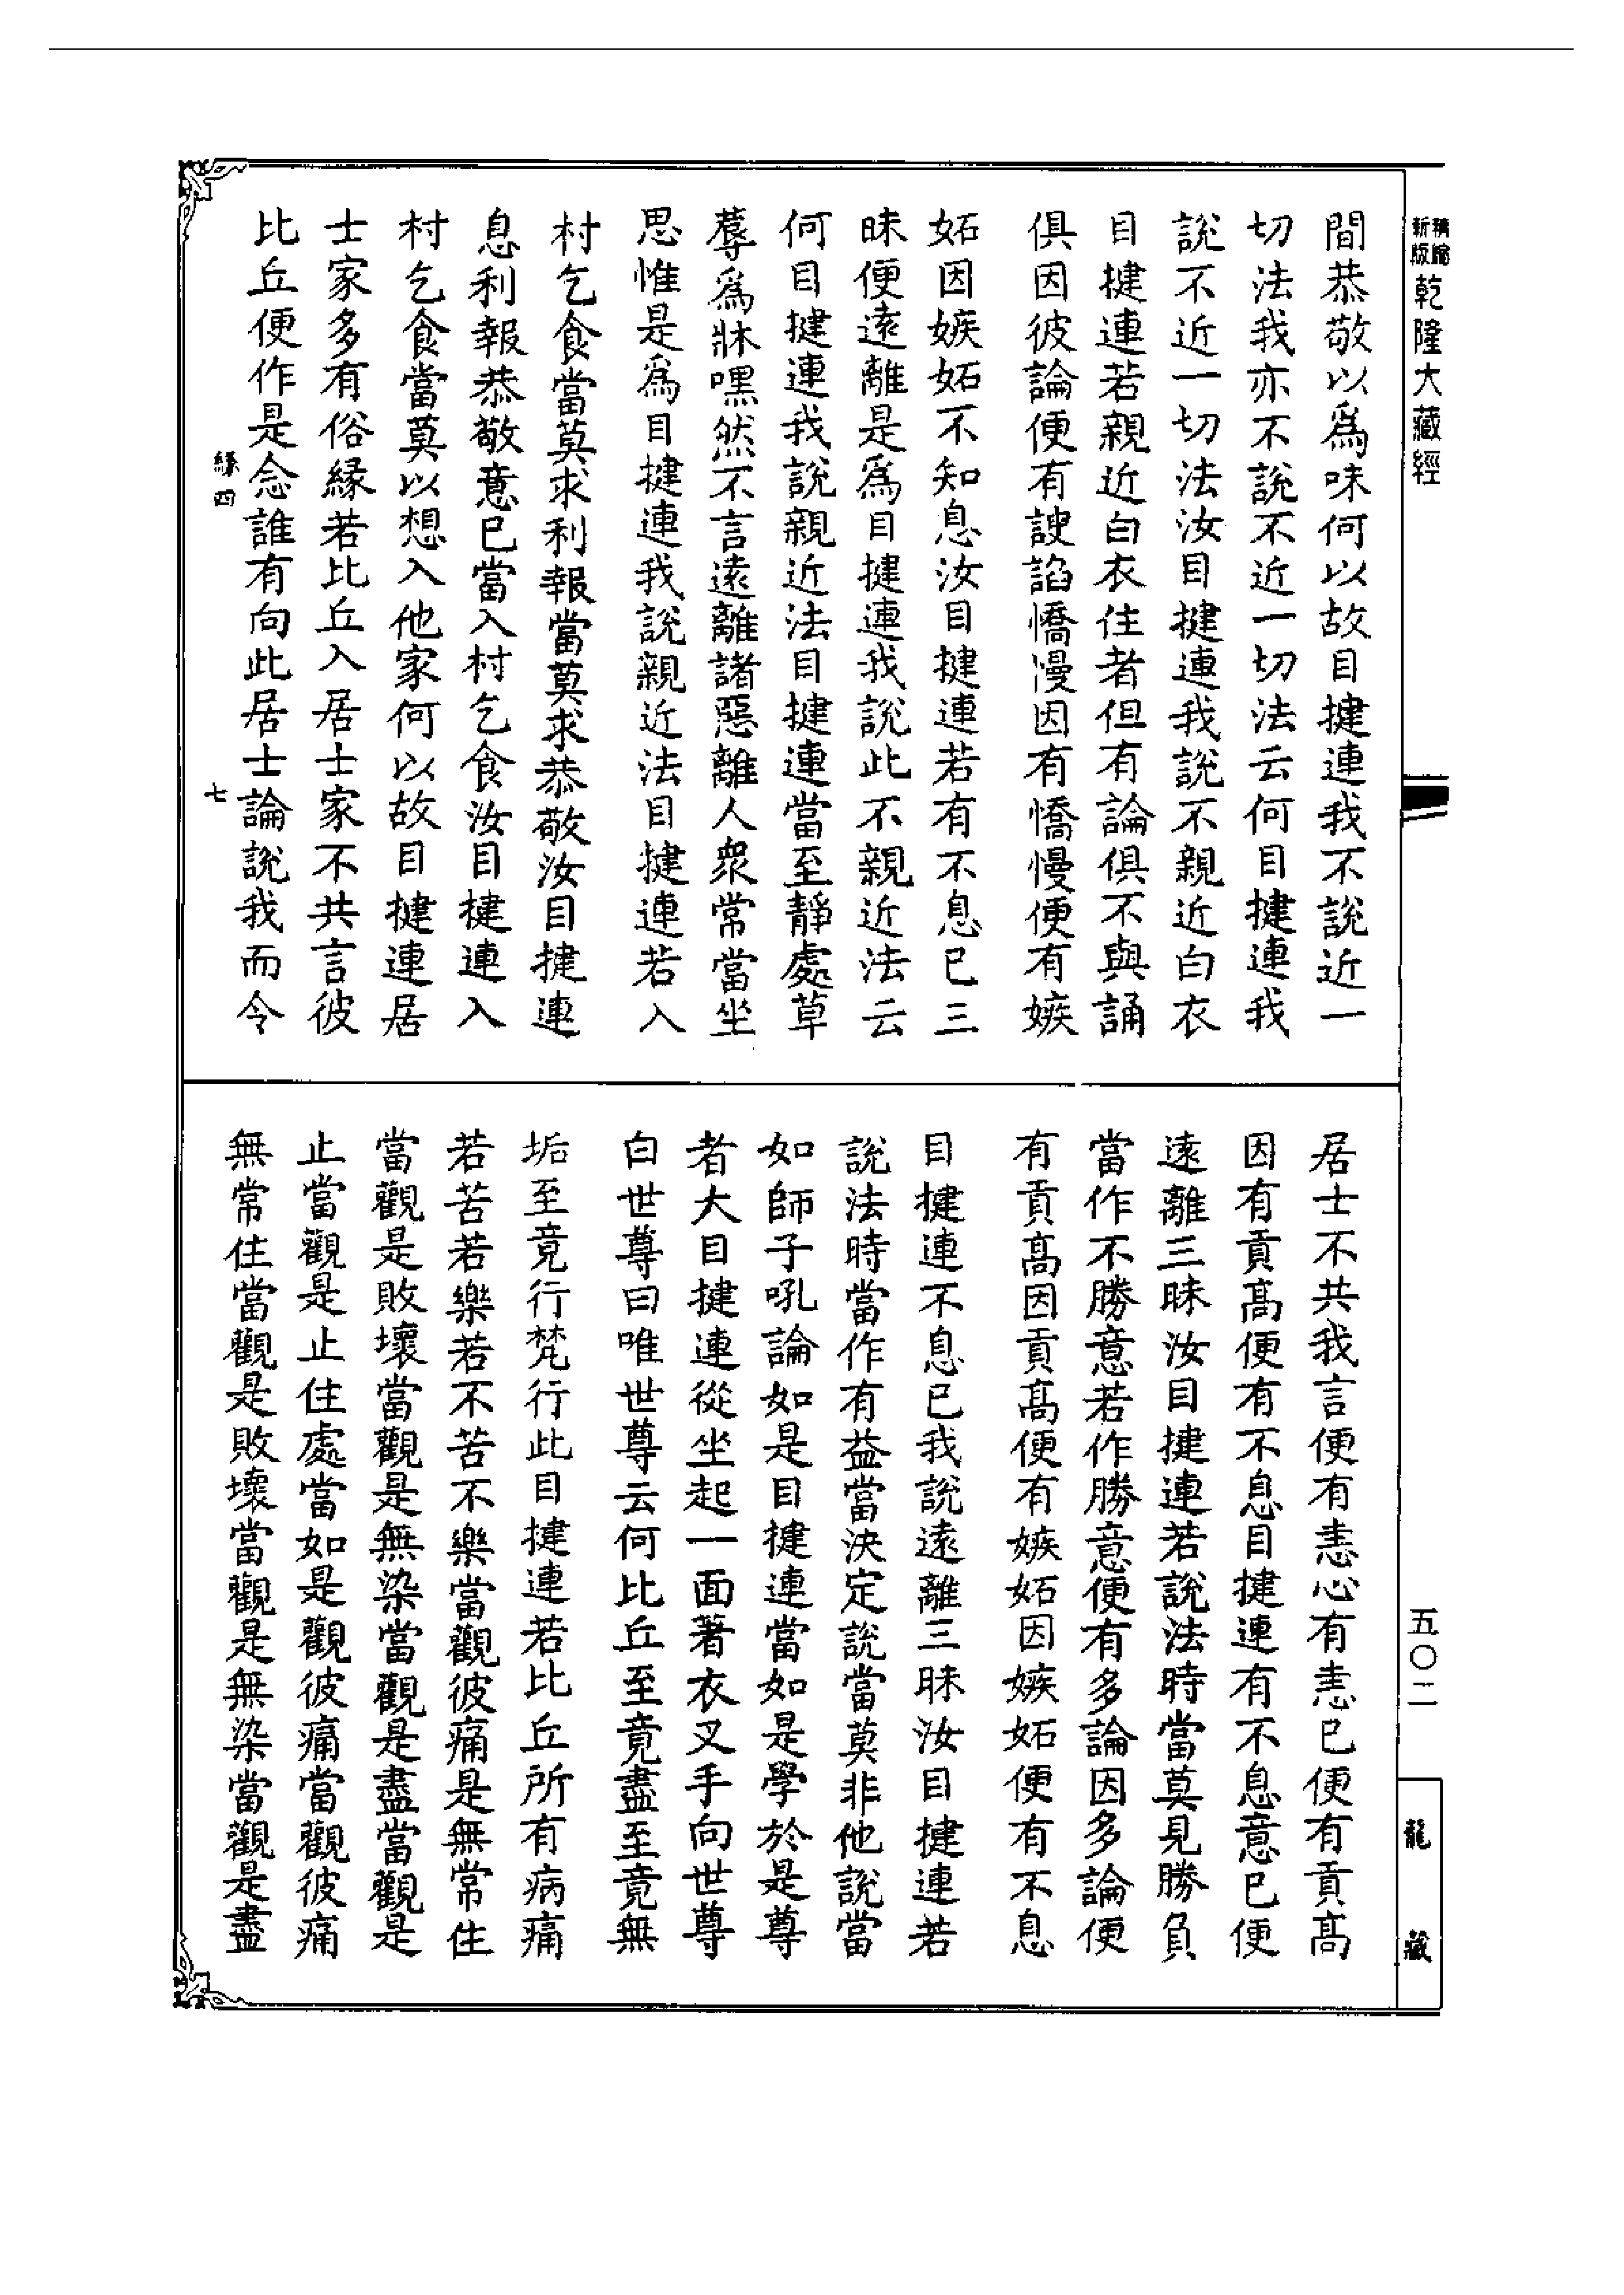 新版
精縮
乾隆大藏經
間恭敬以為味何以故目揵連我不說近一
切法我亦不說不近一切法云何目揵連我
說不近一切法汝目揵連我說不親近白衣
目揵連若親近白衣住者但有論俱不與誦
俱因彼論便有諛諂憍慢因有憍慢便有嫉
妬因嫉妬不知息汝目揵連若有不息已三
昧便遠離是為目揵連我說此不親近法云
何目揵連我說親近法目揵連當至靜處草
蓐為牀嘿然不言遠離諸惡離人眾常當坐
思惟是為目揵連我說親近法目揵連若入
村乞食當莫求利報當莫求恭敬汝目揵連
息利報恭敬意已當入村乞食汝目揵連入
村乞食當莫以想入他家何以故目揵連居
士家多有俗緣若比丘入居士家不共言彼
比丘便作是念誰有向此居士論說我而令
緣四
七
居士不共我言便有恚心有恚已便有貢高
因有貢高便有不息目揵連有不息意已便
遠離三昧汝目揵連若說法時當莫見勝負
當作不勝意若作勝意便有多論因多論便
有貢高因貢高便有嫉妬因嫉妬便有不息
目揵連不息已我說遠離三昧汝目揵連若
說法時當作有益當決定說當莫非他說當
如師子吼論如是目揵連當如是學於是尊
者大目揵連從坐起一面著衣叉手向世尊
白世尊曰唯世尊云何比丘至竟盡至竟無
垢至竟行梵行此目揵連若比丘所有病痛
若苦若樂若不苦不樂當觀彼痛是無常住
當觀是敗壞當觀是無染當觀是盡當觀是
止當觀是止住處當如是觀彼痛當觀彼痛
無常住當觀是敗壞當觀是無染當觀是盡
五〇二
龍藏